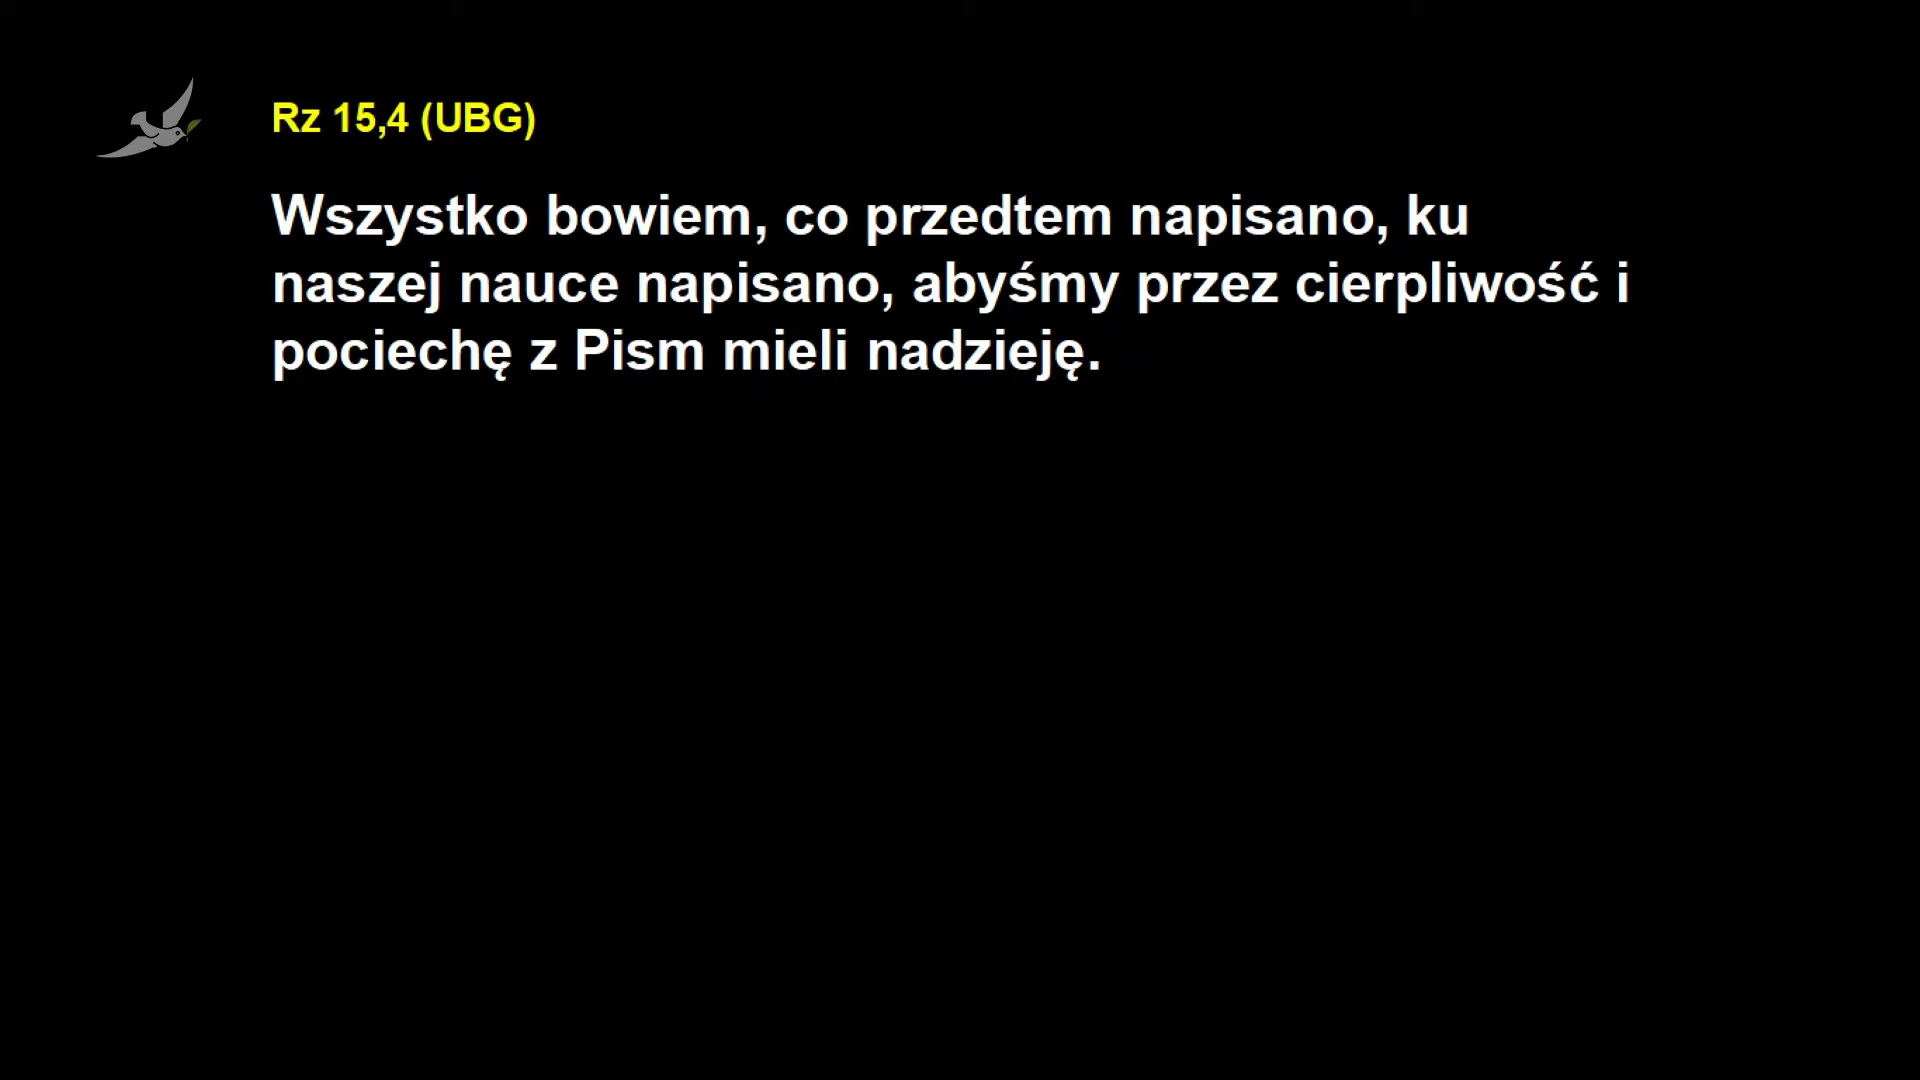 Rz 15,4 (UBG)
Wszystko bowiem, co przedtem napisano, ku
naszej nauce napisano, abyśmy przez cierpliwość i
pociechę z Pism mieli nadzieję.